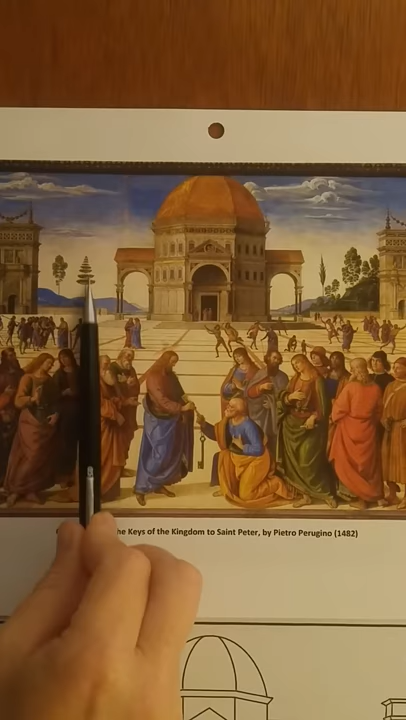 he Keys of the Kingdom to Saint Peter, by Pietro Perugino (1482)